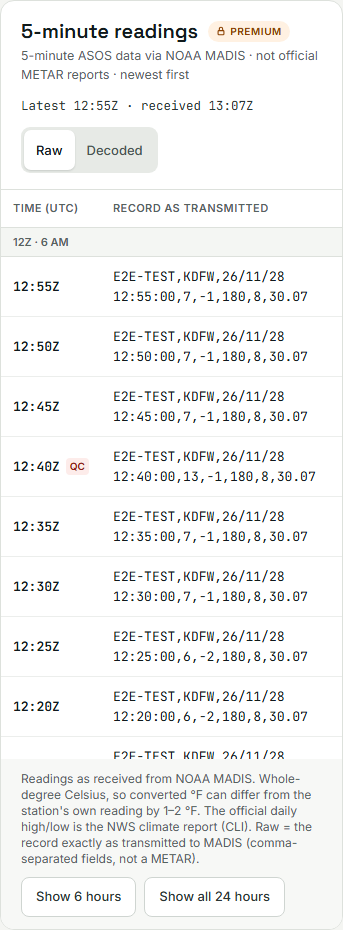 5-minute readings PREMIUM
5-minute ASOS data via NOAA MADIS · not official
METAR reports · newest first
Latest 12:55Z · received 13:07Z
Raw Decoded
TIME (UTC) RECORD AS TRANSMITTED
12Z · 6 AM
E2E-TEST,KDFW,26/11/28
12:55Z
12:55:00,7,-1,180,8,30.07
E2E-TEST,KDFW,26/11/28
12:50Z
12:50:00,7,-1,180,8,30.07
E2E-TEST,KDFW,26/11/28
12:45Z
12:45:00,7,-1,180,8,30.07
E2E-TEST,KDFW,26/11/28
12:40Z QC
12:40:00,13,-1,180,8,30.07
E2E-TEST,KDFW,26/11/28
12:35Z
12:35:00,7,-1,180,8,30.07
E2E-TEST,KDFW,26/11/28
12:30Z
12:30:00,7,-1,180,8,30.07
E2E-TEST,KDFW,26/11/28
12:25Z
12:25:00,6,-2,180,8,30.07
E2E-TEST,KDFW,26/11/28
12:20Z
12:20:00,6,-2,180,8,30.07
E2E-TEST,KDFW,26/11/28
Readings as received from NOAA MADIS. Whole-
degree Celsius, so converted °F can differ from the
station's own reading by 1–2 °F. The official daily
high/low is the NWS climate report (CLI). Raw = the
record exactly as transmitted to MADIS (comma-
separated fields, not a METAR).
Show 6 hours Show all 24 hours